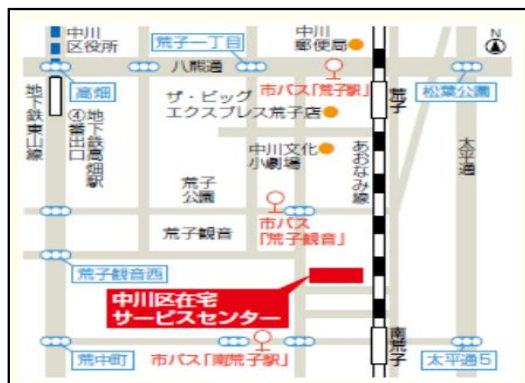 中川
区役所
荒子一丁目
中川
郵便局
N
八熊通
高畑
市バス「荒子駅」
松葉公園
地下鉄東山線
④番出口
地下鉄高畑駅
ザ・ビッグ
エクスプレス荒子店
荒子
中川文化
小劇場
あおなみ線
太平通
荒子
公園
市バス
「荒子観音」
荒子観音
荒子観音西
中川区在宅
サービスセンター
荒中町
市バス「南荒子駅」
南荒子
太平通5